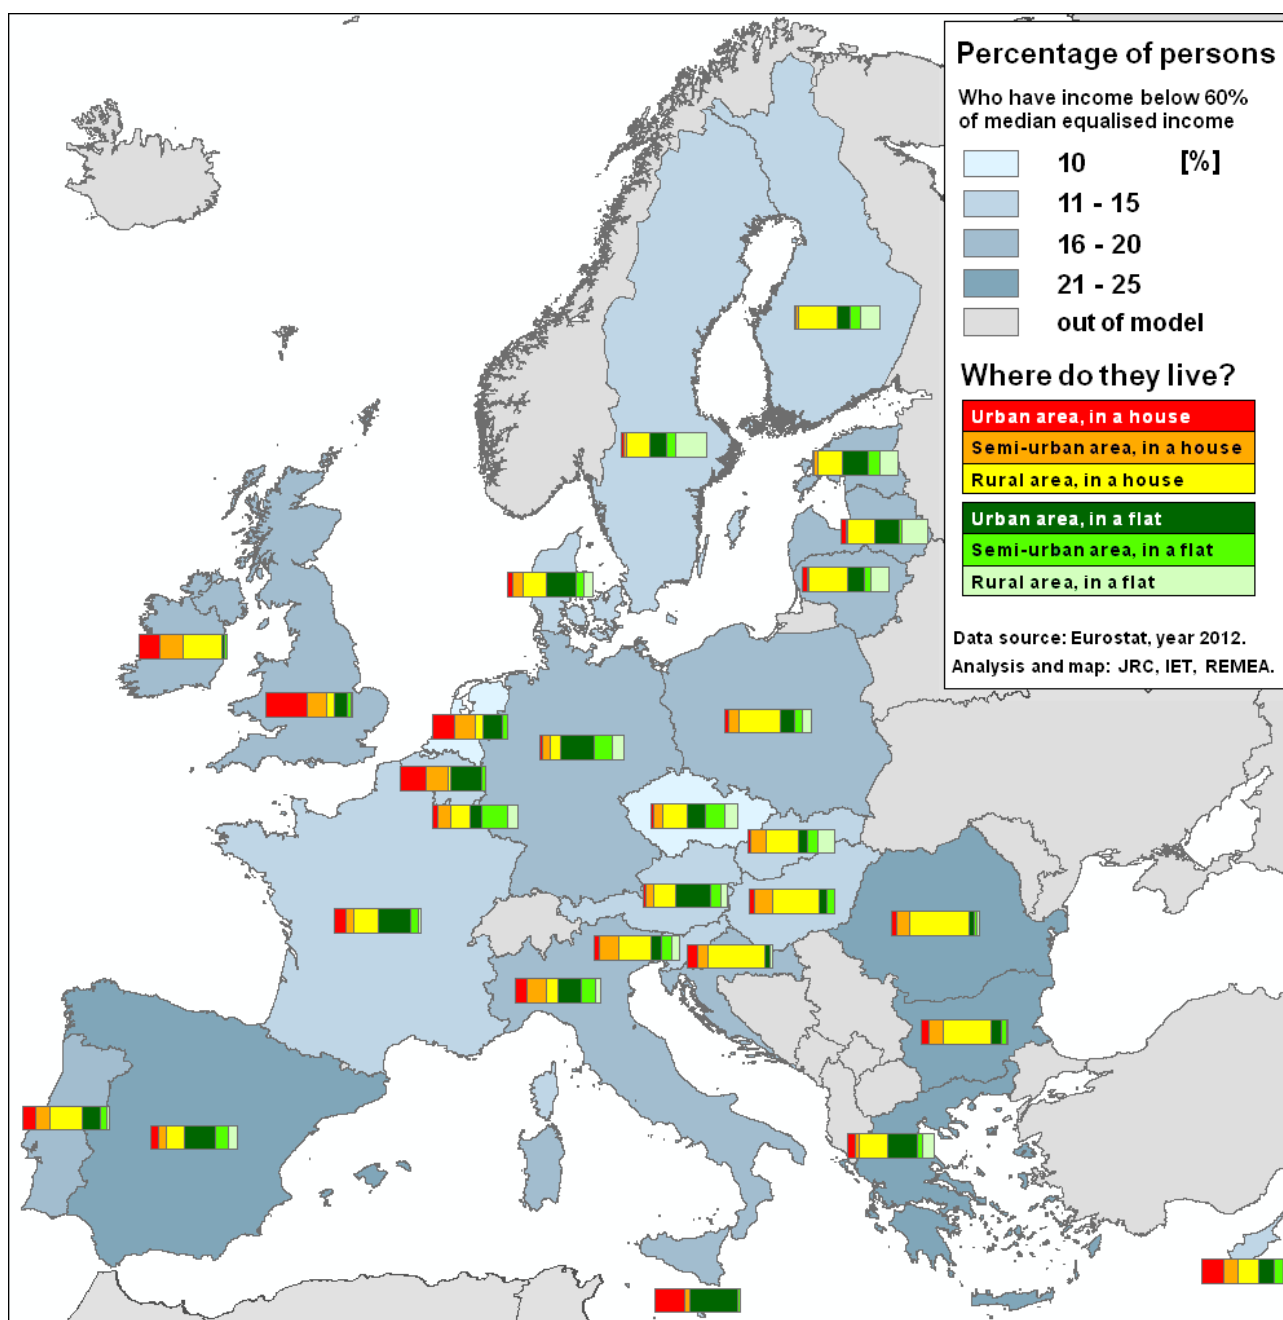 Percentage of persons
Who have income below 60%
of median equalised income
10 [%]
11 - 15
16 - 20
21 - 25
out of model
Where do they live?
Urban area, in a house
Semi-urban area, in a house
Rural area, in a house
Urban area, in a flat
Semi-urban area, in a flat
Rural area, in a flat
Data source: Eurostat, year 2012.
Analysis and map: JRC, IET, REMEA.